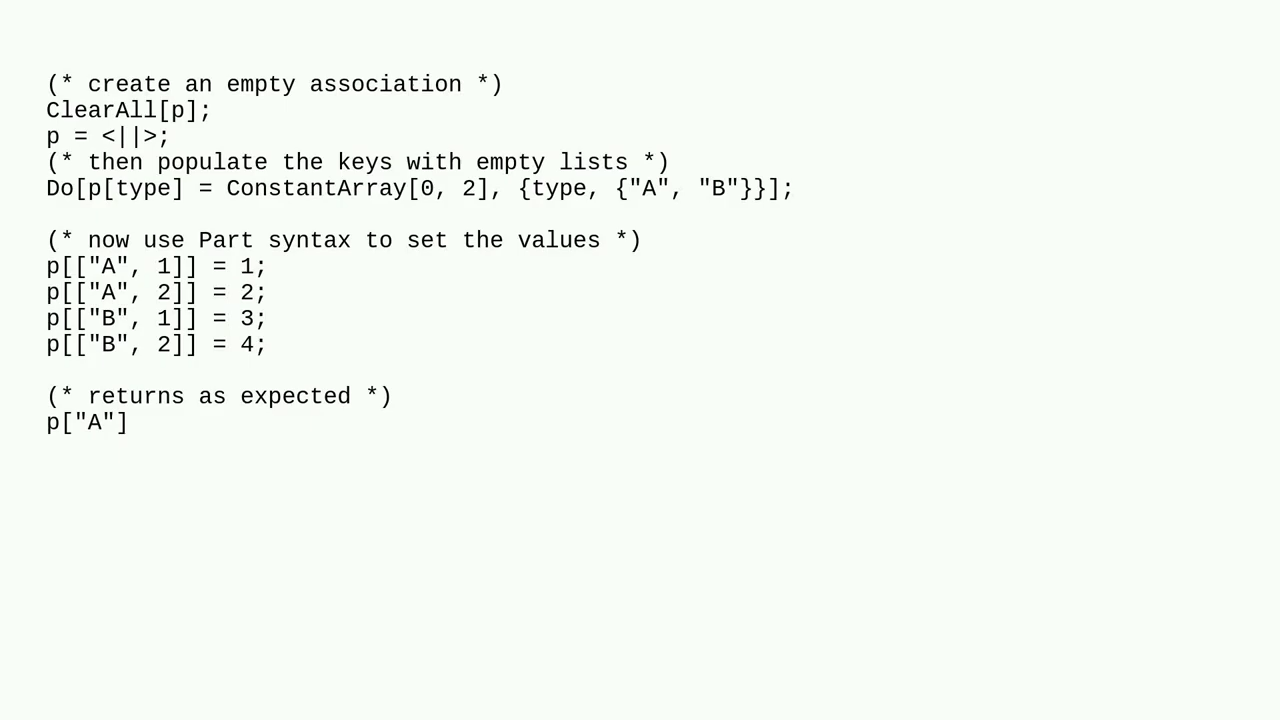 (* create an empty association *)
ClearAll[p];
p = <||>;
(* then populate the keys with empty lists *)
Do[p[type] = ConstantArray[0, 2], {type, {"A", "B"}}];
(* now use Part syntax to set the values *)
p[["A", 1]] = 1;
p[["A", 2]] = 2;
p[["B", 1]] = 3;
p[["B", 2]] = 4;
(* returns as expected *)
p["A"]